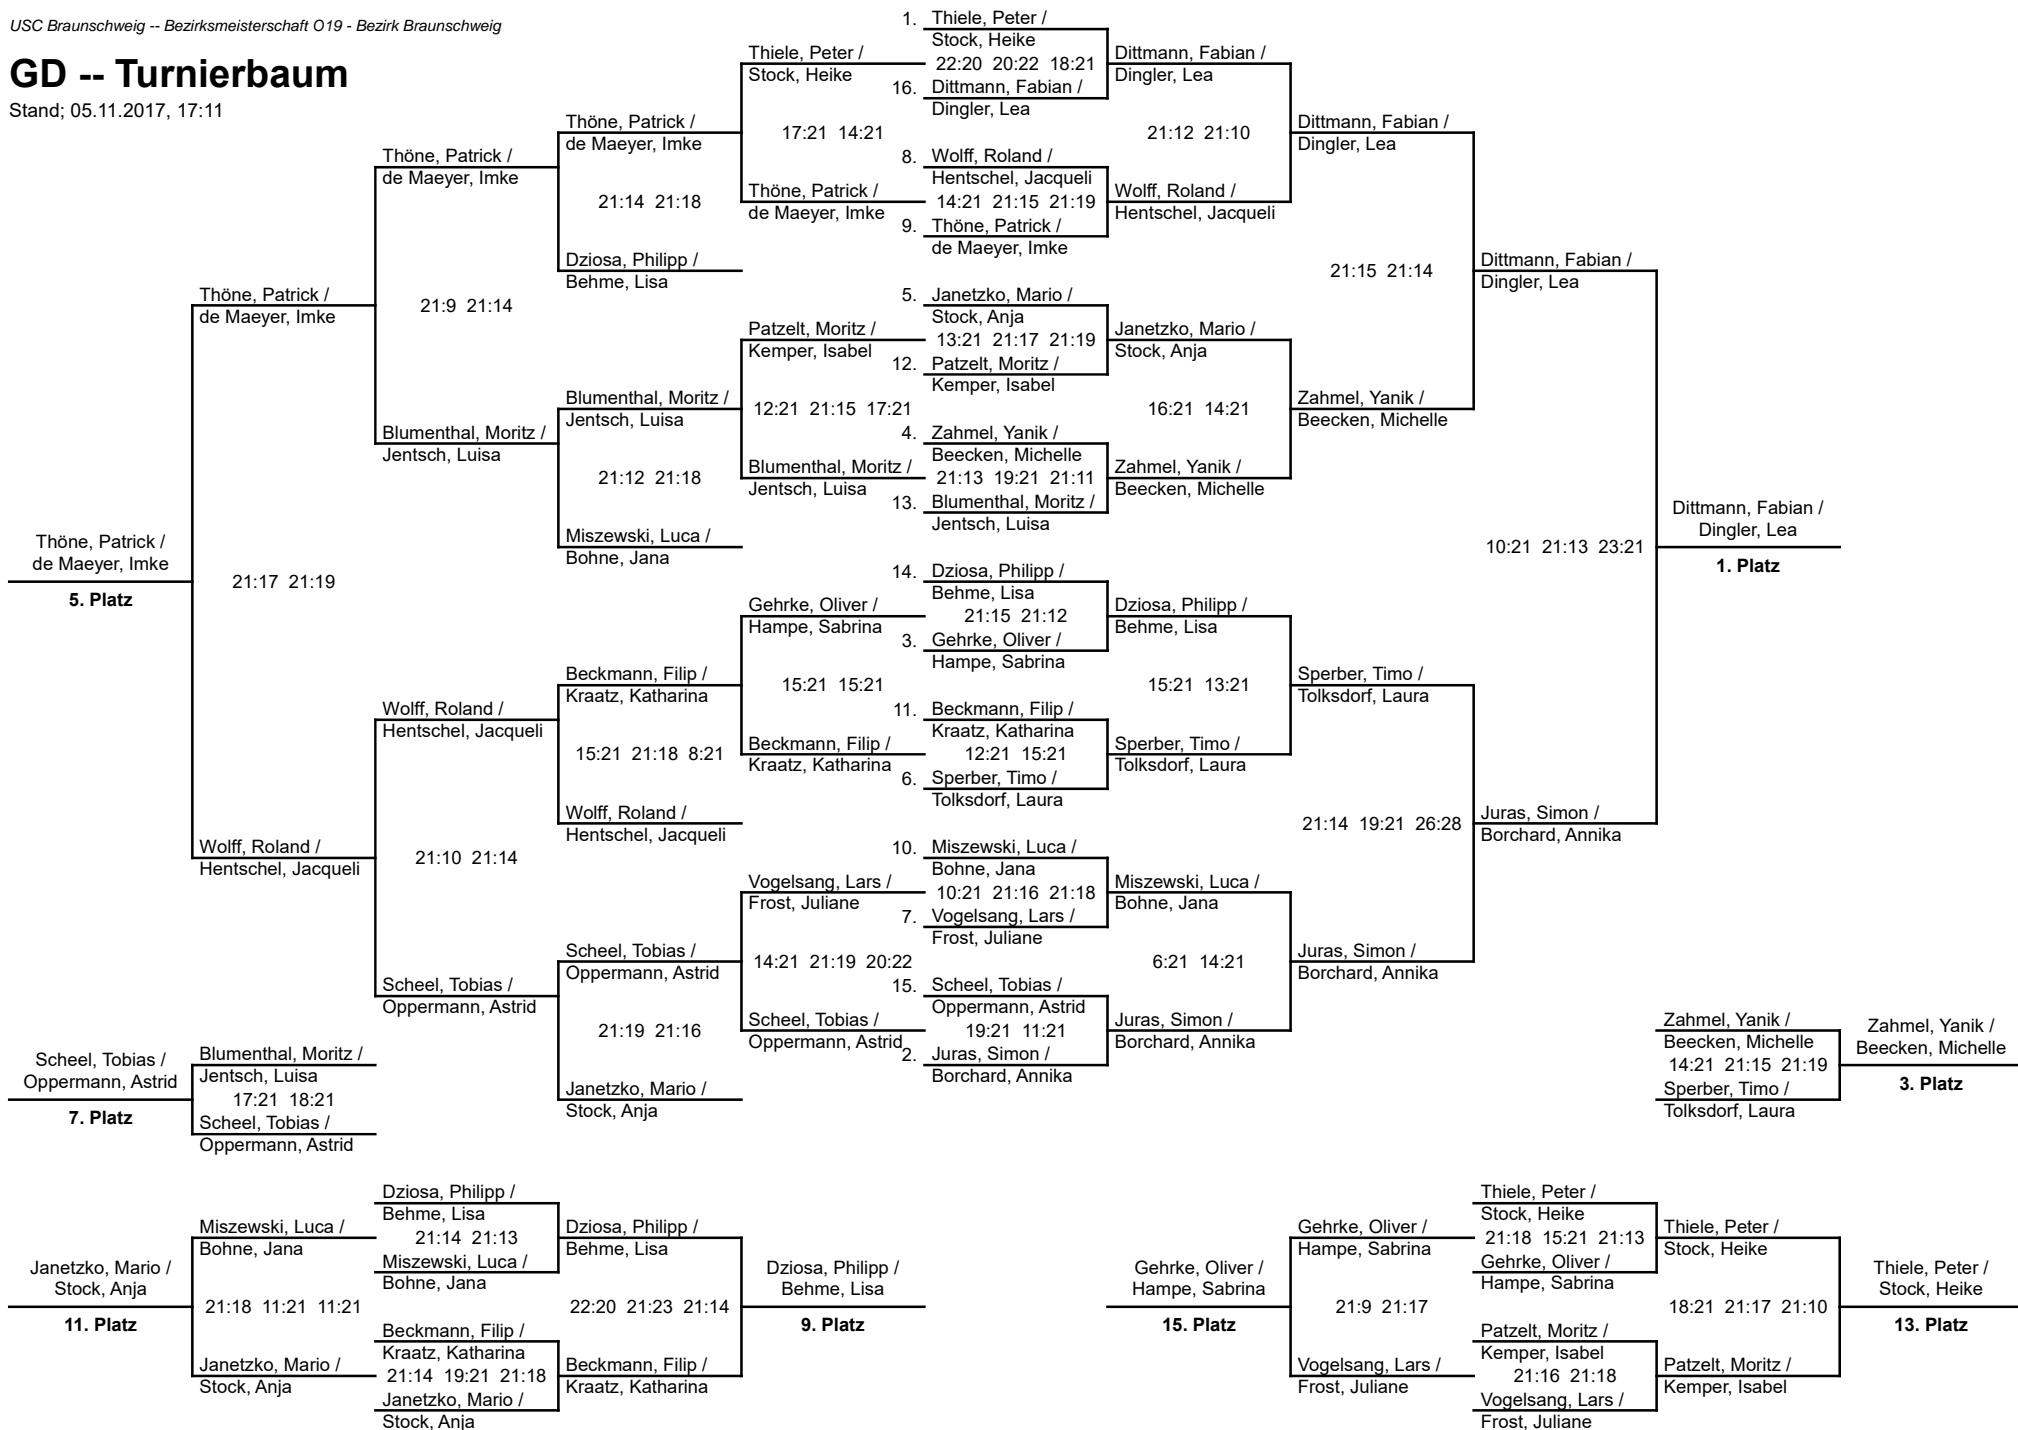 USC Braunschweig -- Bezirksmeisterschaft O19 - Bezirk Braunschweig
GD -- Turnierbaum
Stand; 05.11.2017, 17:11
1. Thiele, Peter /
Stock, Heike
22:20 20:22 18:21
16. Dittmann, Fabian /
Dingler, Lea
8. Wolff, Roland /
Hentschel, Jacqueli
14:21 21:15 21:19
9. Thöne, Patrick /
de Maeyer, Imke
5. Janetzko, Mario /
Stock, Anja
13:21 21:17 21:19
12. Patzelt, Moritz /
Kemper, Isabel
4. Zahmel, Yanik /
Beecken, Michelle
21:13 19:21 21:11
13. Blumenthal, Moritz /
Jentsch, Luisa
14. Dziosa, Philipp /
Behme, Lisa
21:15 21:12
3. Gehrke, Oliver /
Hampe, Sabrina
11. Beckmann, Filip /
Kraatz, Katharina
12:21 15:21
6. Sperber, Timo /
Tolksdorf, Laura
10. Miszewski, Luca /
Bohne, Jana
10:21 21:16 21:18
7. Vogelsang, Lars /
Frost, Juliane
15. Scheel, Tobias /
Oppermann, Astrid
19:21 11:21
2. Juras, Simon /
Borchard, Annika
Dittmann, Fabian /
Dingler, Lea
21:12 21:10
Wolff, Roland /
Hentschel, Jacqueli
Janetzko, Mario /
Stock, Anja
16:21 14:21
Zahmel, Yanik /
Beecken, Michelle
Dziosa, Philipp /
Behme, Lisa
15:21 13:21
Sperber, Timo /
Tolksdorf, Laura
Miszewski, Luca /
Bohne, Jana
6:21 14:21
Juras, Simon /
Borchard, Annika
Dittmann, Fabian /
Dingler, Lea
21:15 21:14
Zahmel, Yanik /
Beecken, Michelle
Sperber, Timo /
Tolksdorf, Laura
21:14 19:21 26:28
Juras, Simon /
Borchard, Annika
Dittmann, Fabian /
Dingler, Lea
10:21 21:13 23:21
Juras, Simon /
Borchard, Annika
Dittmann, Fabian /
Dingler, Lea
1. Platz
Thiele, Peter /
Stock, Heike
17:21 14:21
Thöne, Patrick /
de Maeyer, Imke
Patzelt, Moritz /
Kemper, Isabel
12:21 21:15 17:21
Blumenthal, Moritz /
Jentsch, Luisa
Gehrke, Oliver /
Hampe, Sabrina
15:21 15:21
Beckmann, Filip /
Kraatz, Katharina
Vogelsang, Lars /
Frost, Juliane
14:21 21:19 20:22
Scheel, Tobias /
Oppermann, Astrid
Thöne, Patrick /
de Maeyer, Imke
21:14 21:18
Dziosa, Philipp /
Behme, Lisa
Blumenthal, Moritz /
Jentsch, Luisa
21:12 21:18
Miszewski, Luca /
Bohne, Jana
Beckmann, Filip /
Kraatz, Katharina
15:21 21:18 8:21
Wolff, Roland /
Hentschel, Jacqueli
Scheel, Tobias /
Oppermann, Astrid
21:19 21:16
Janetzko, Mario /
Stock, Anja
Thöne, Patrick /
de Maeyer, Imke
21:9 21:14
Blumenthal, Moritz /
Jentsch, Luisa
Wolff, Roland /
Hentschel, Jacqueli
21:10 21:14
Scheel, Tobias /
Oppermann, Astrid
Thöne, Patrick /
de Maeyer, Imke
21:17 21:19
Wolff, Roland /
Hentschel, Jacqueli
Thöne, Patrick /
de Maeyer, Imke
5. Platz
Blumenthal, Moritz /
Jentsch, Luisa
17:21 18:21
Scheel, Tobias /
Oppermann, Astrid
Scheel, Tobias /
Oppermann, Astrid
7. Platz
Zahmel, Yanik /
Beecken, Michelle
14:21 21:15 21:19
Sperber, Timo /
Tolksdorf, Laura
Zahmel, Yanik /
Beecken, Michelle
3. Platz
Dziosa, Philipp /
Behme, Lisa
21:14 21:13
Miszewski, Luca /
Bohne, Jana
Beckmann, Filip /
Kraatz, Katharina
21:14 19:21 21:18
Janetzko, Mario /
Stock, Anja
Dziosa, Philipp /
Behme, Lisa
22:20 21:23 21:14
Beckmann, Filip /
Kraatz, Katharina
Dziosa, Philipp /
Behme, Lisa
9. Platz
Miszewski, Luca /
Bohne, Jana
21:18 11:21 11:21
Janetzko, Mario /
Stock, Anja
Janetzko, Mario /
Stock, Anja
11. Platz
Thiele, Peter /
Stock, Heike
21:18 15:21 21:13
Gehrke, Oliver /
Hampe, Sabrina
Patzelt, Moritz /
Kemper, Isabel
21:16 21:18
Vogelsang, Lars /
Frost, Juliane
Thiele, Peter /
Stock, Heike
18:21 21:17 21:10
Patzelt, Moritz /
Kemper, Isabel
Thiele, Peter /
Stock, Heike
13. Platz
Gehrke, Oliver /
Hampe, Sabrina
21:9 21:17
Vogelsang, Lars /
Frost, Juliane
Gehrke, Oliver /
Hampe, Sabrina
15. Platz